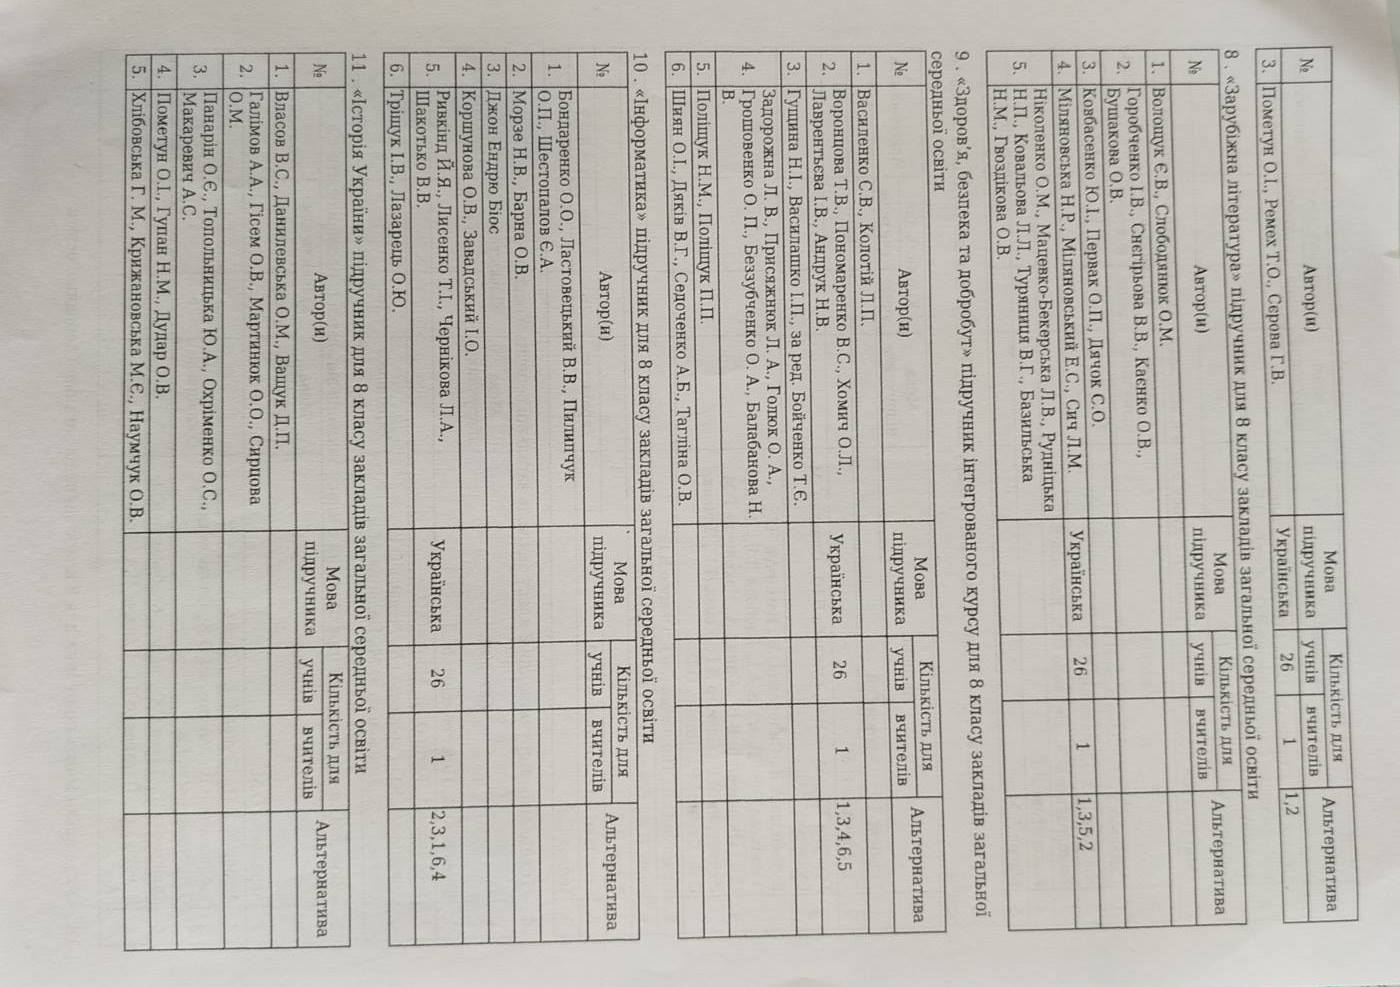 № Автор(и) Мова підручника Кількість для учнів вчителів Альтернатива
3. Пометун О.І., Ремех Т.О., Сєрова Г.В. Українська 26 1 1,2
8 . «Зарубіжна література» підручник для 8 класу закладів загальної середньої освіти
№ Автор(и) Мова підручника Кількість для учнів вчителів Альтернатива
1. Волощук Є.В., Слободянюк О.М.
2. Горобченко І.В., Снєгірьова В.В., Каєнко О.В.,
Бушакова О.В.
3. Ковбасенко Ю.І., Первак О.П., Дячок С.О.
4. Міляновська Н.Р., Міляновський Е.С., Сич Л.М. Українська 26 1 1,3,5,2
5. Ніколенко О.М., Мацевко-Бекерська Л.В., Рудніцька
Н.П., Ковальова Л.Л., Туряниця В.Г., Базильська
Н.М., Гвоздікова О.В.
9 . «Здоров’я, безпека та добробут» підручник інтегрованого курсу для 8 класу закладів загальної
середньої освіти
№ Автор(и) Мова підручника Кількість для учнів вчителів Альтернатива
1. Василенко С.В., Колотій Л.П.
2. Воронцова Т.В., Пономаренко В.С., Хомич О.Л.,
Лаврентьєва І.В., Андрук Н.В. Українська 26 1 1,3,4,6,5
3. Гущина Н.І., Василашко І.П., за ред. Бойченко Т.Є.
4. Задорожна Л. В., Присяжнюк Л. А., Голюк О. А.,
Грошовенко О. П., Беззубченко О. А., Балабанова Н.
В.
5. Поліщук Н.М., Поліщук П.П.
6. Шиян О.І., Дяків В.Г., Седоченко А.Б., Тагліна О.В.
10 . «Інформатика» підручник для 8 класу закладів загальної середньої освіти
№ Автор(и) Мова підручника Кількість для учнів вчителів Альтернатива
1. Бондаренко О.О., Ластовецький В.В., Пилипчук
О.П., Шестопалов Є.А.
2. Морзе Н.В., Барна О.В.
3. Джон Ендрю Біос
4. Коршунова О.В., Завадський І.О.
5. Ривкінд Й.Я., Лисенко Т.І., Чернікова Л.А.,
Шакотько В.В. Українська 26 1 2,3,1,6,4
6. Тріщук І.В., Лазарець О.Ю.
11 . «Історія України» підручник для 8 класу закладів загальної середньої освіти
№ Автор(и) Мова підручника Кількість для учнів вчителів Альтернатива
1. Власов В.С., Данилевська О.М., Ващук Д.П.
2. Галімов А.А., Гісем О.В., Мартинюк О.О., Сирцова
О.М.
3. Панарін О.Є., Топольницька Ю.А., Охріменко О.С.,
Макаревич А.С.
4. Пометун О.І., Гупан Н.М., Дудар О.В.
5. Хлібовська Г. М., Крижановська М.Є., Наумчук О.В.